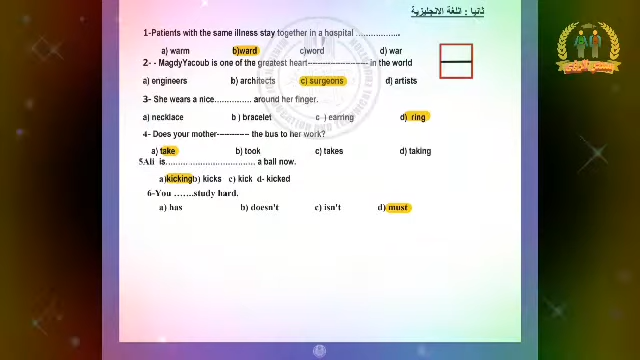 ثانيا : اللغة الانجليزية
1-Patients with the same illness stay together in a hospital ……………..
a) warm b)ward c)word d) war
2- - MagdyYacoub is one of the greatest heart---------------------- in the world
a) engineers b) architects c) surgeons d) artists
3- She wears a nice…………… around her finger.
a) necklace b ) bracelet c ) earring d) ring
4- Does your mother------------ the bus to her work?
a) take b) took c) takes d) taking
5Ali is…………………………… a ball now.
a)kicking b) kicks c) kick d- kicked
6-You …….study hard.
a) has b) doesn't c) isn't d) must